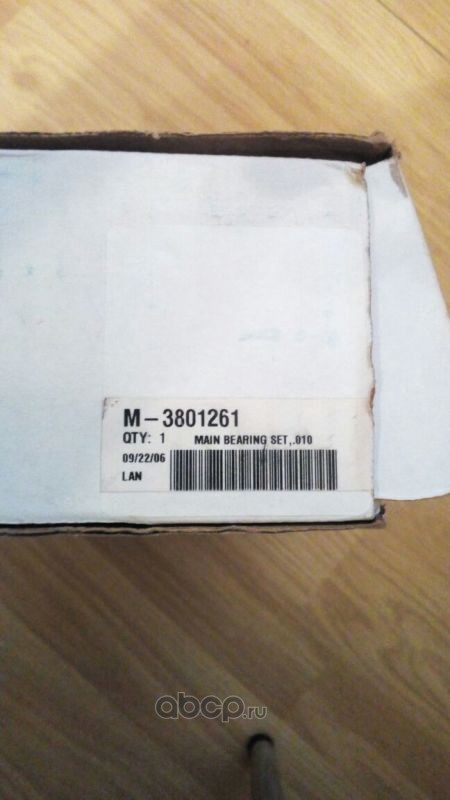 M-3801261
QTY: 1 MAIN BEARING SET,.010
09/22/06
LAN
abcp.ru